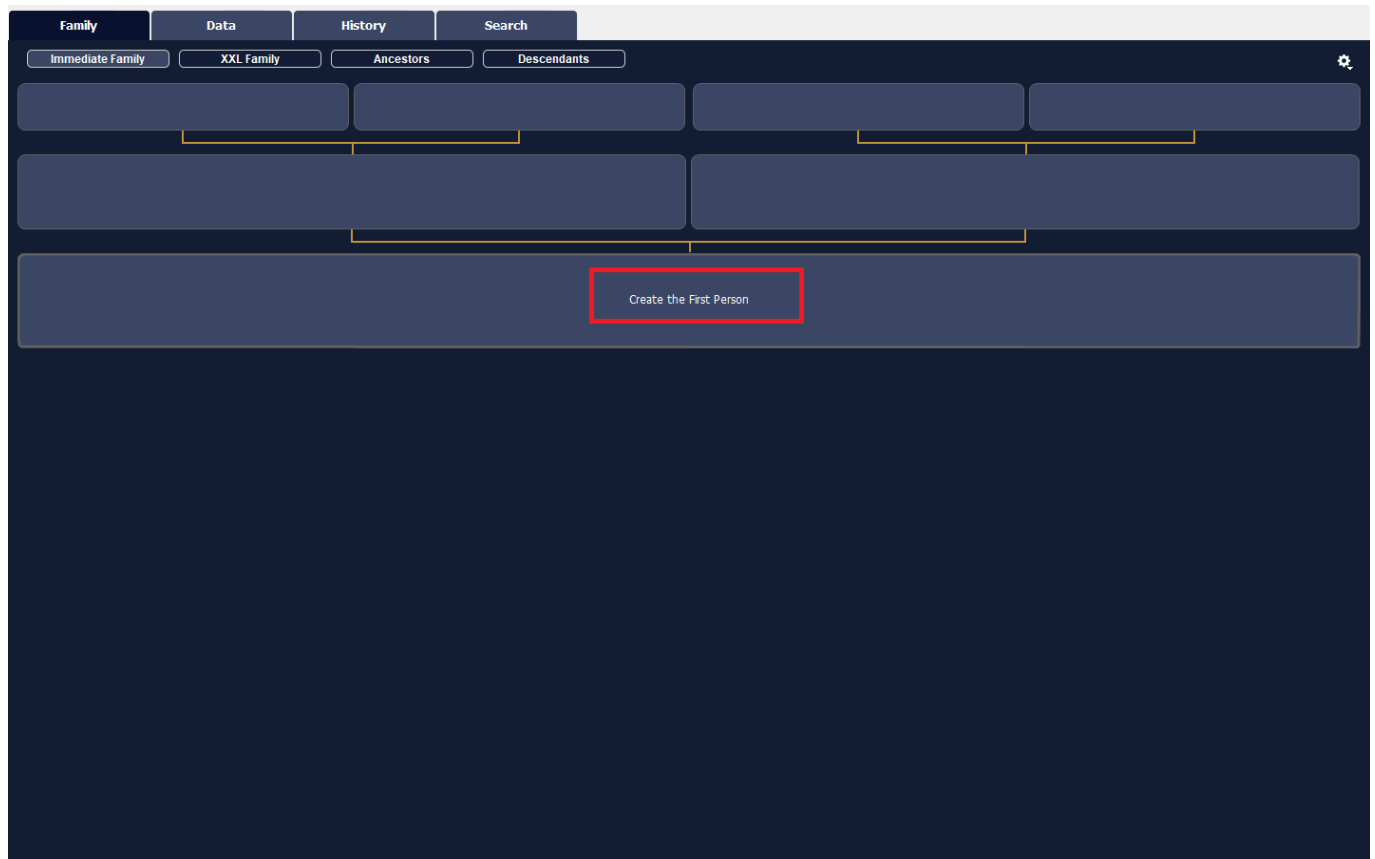 Family Data History Search
Immediate Family XXL Family Ancestors Descendants
Create the First Person